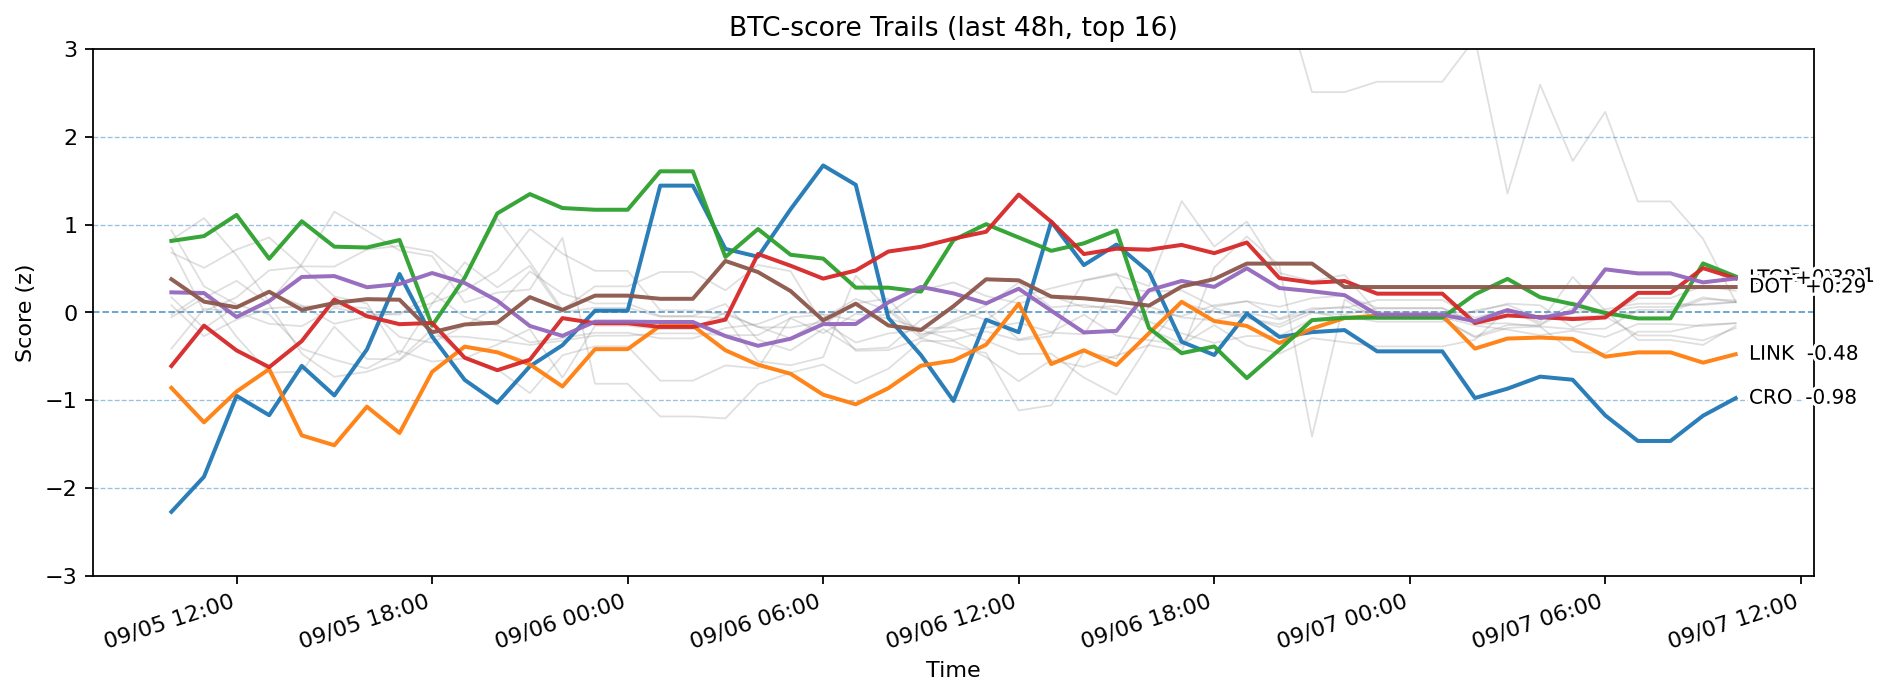 BTC-score Trails (last 48h, top 16)
Score (z)
3
2
1
0
−1
−2
−3
DOT +0.29
LINK -0.48
CRO -0.98
09/05 12:00
09/05 18:00
09/06 00:00
09/06 06:00
09/06 12:00
09/06 18:00
09/07 00:00
09/07 06:00
09/07 12:00
Time